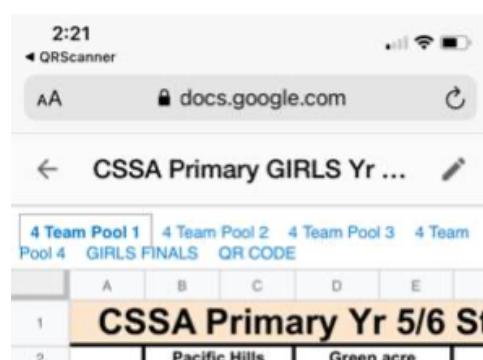 2:21
◄ QRScanner
AA docs.google.com
← CSSA Primary GIRLS Yr ...
4 Team Pool 1 4 Team Pool 2 4 Team Pool 3 4 Team
Pool 4 GIRLS FINALS QR CODE
A B C D E
1 CSSA Primary Yr 5/6 St
2 Pacific Hills Green acre